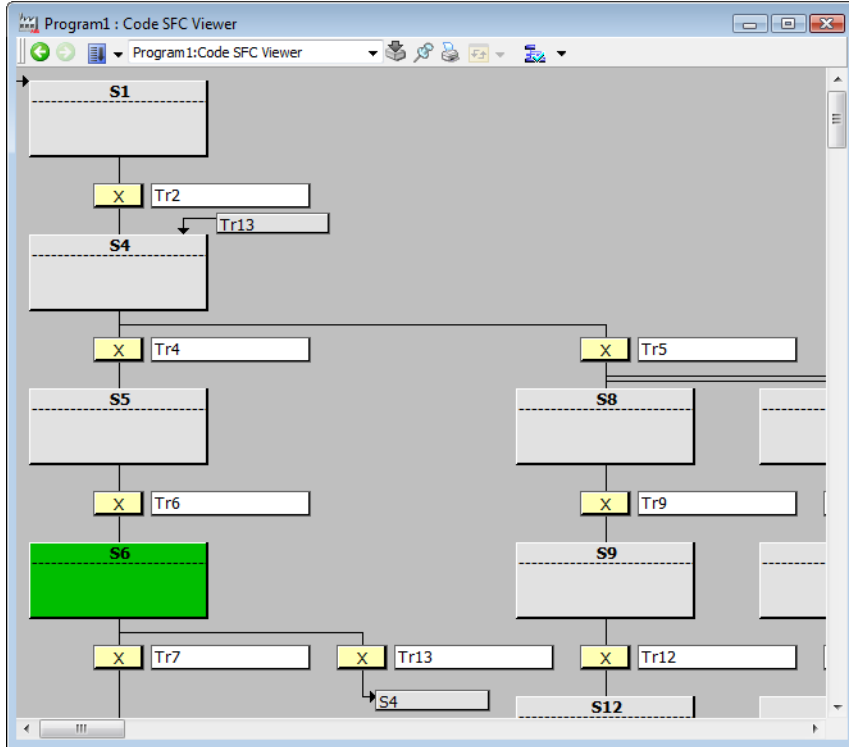 Program1 : Code SFC Viewer
Program1:Code SFC Viewer
S1
X Tr2
Tr13
S4
X Tr4 X Tr5
S5 S8
X Tr6 X Tr9
S6 S9
X Tr7 X Tr13 X Tr12
S4
S12